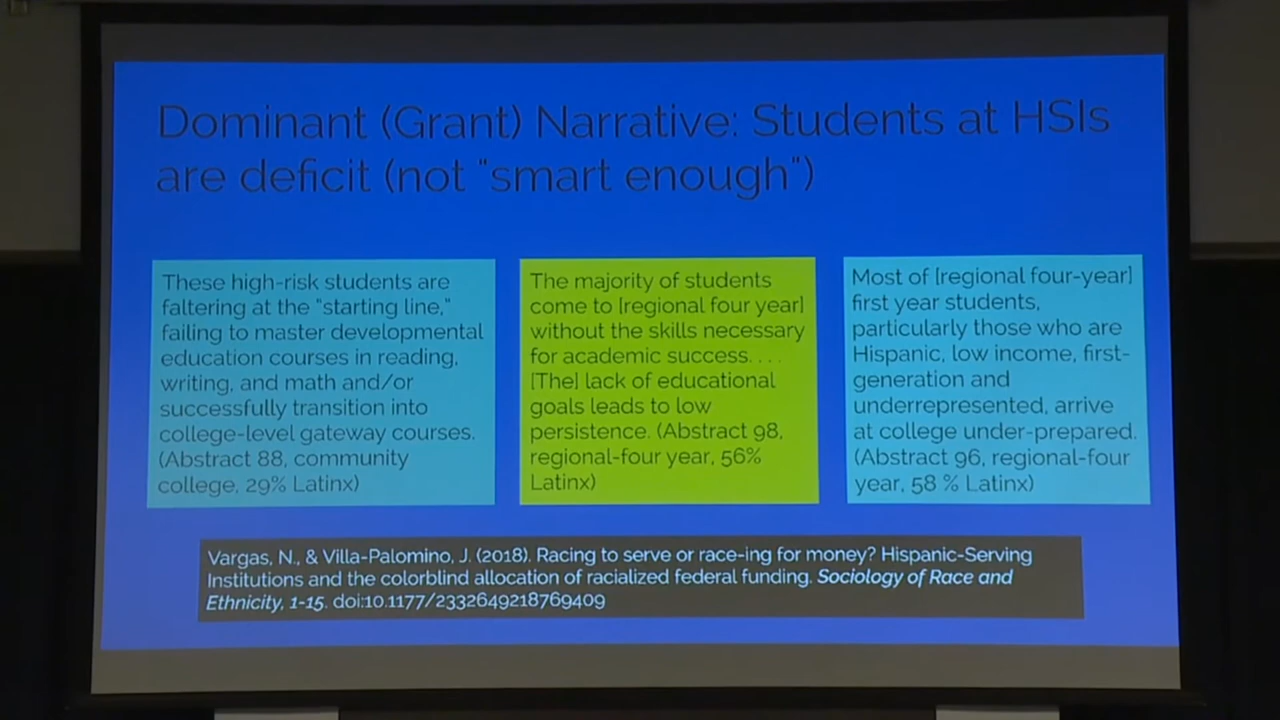 Dominant (Grant) Narrative: Students at HSIs
are deficit (not "smart enough")
These high-risk students are
faltering at the "starting line,"
failing to master developmental
education courses in reading,
writing, and math and/or
successfully transition into
college-level gateway courses.
(Abstract 88, community
college, 29% Latinx)
The majority of students
come to [regional four year]
without the skills necessary
for academic success. . . .
[The] lack of educational
goals leads to low
persistence. (Abstract 98,
regional-four year, 56%
Latinx)
Most of [regional four-year]
first year students,
particularly those who are
Hispanic, low income, first-
generation and
underrepresented, arrive
at college under-prepared.
(Abstract 96, regional-four
year, 58 % Latinx)
Vargas, N., & Villa-Palomino, J. (2018). Racing to serve or race-ing for money? Hispanic-Serving
Institutions and the colorblind allocation of racialized federal funding. Sociology of Race and
Ethnicity, 1-15. doi:10.1177/2332649218769409